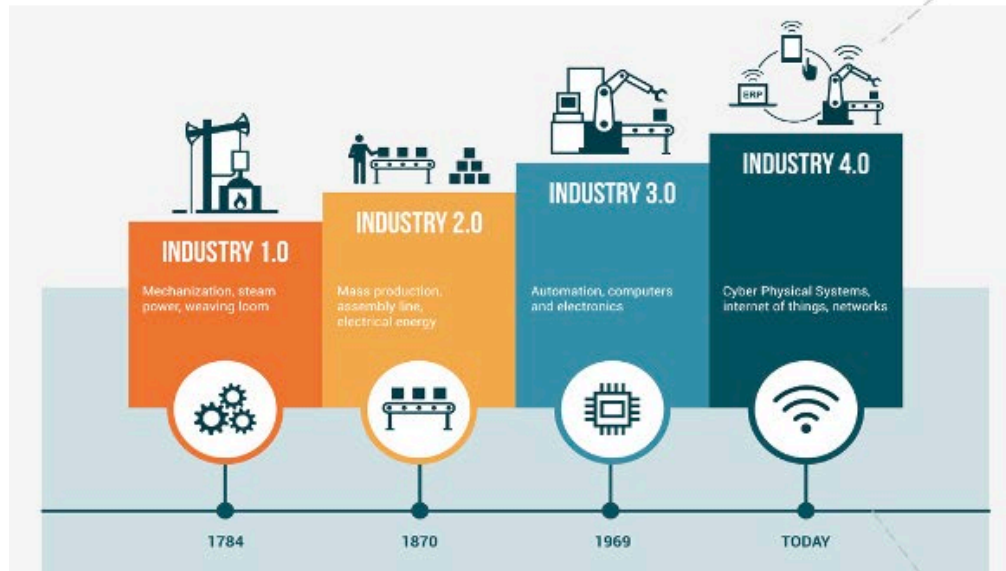 ERP
INDUSTRY 1.0
Mechanization, steam
power, weaving loom
INDUSTRY 2.0
Mass production,
assembly line,
electrical energy
INDUSTRY 3.0
Automation, computers
and electronics
INDUSTRY 4.0
Cyber Physical Systems,
internet of things, networks
1784
1870
1969
TODAY